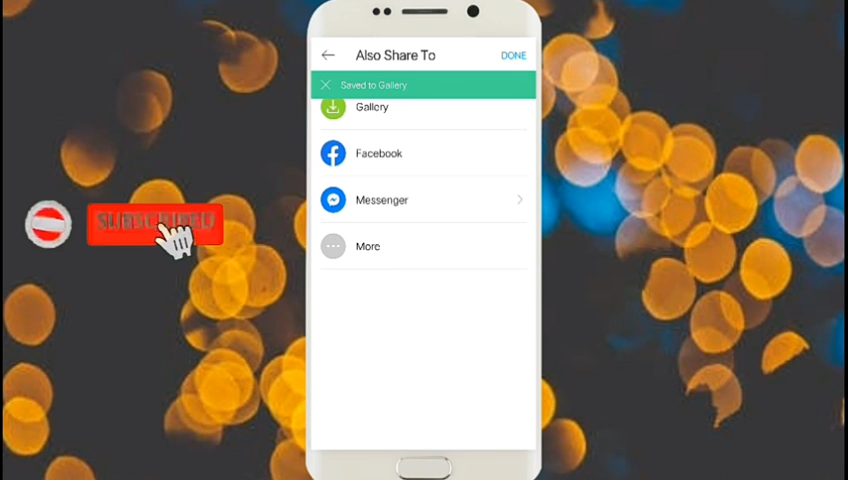 Also Share To
DONE
Saved to Gallery
Gallery
Facebook
Messenger
More
SUBSCRIBED